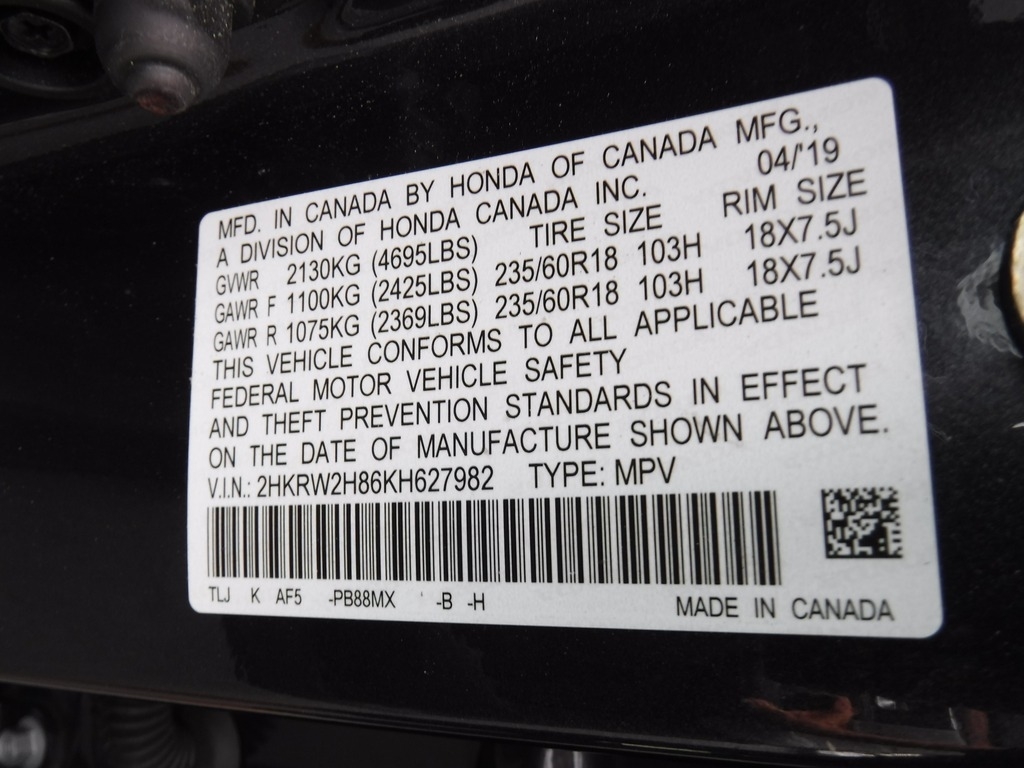 MFD. IN CANADA BY HONDA OF CANADA MFG.,
A DIVISION OF HONDA CANADA INC. 04/'19
GVWR 2130KG (4695LBS) TIRE SIZE RIM SIZE
GAWR F 1100KG (2425LBS) 235/60R18 103H 18X7.5J
GAWR R 1075KG (2369LBS) 235/60R18 103H 18X7.5J
THIS VEHICLE CONFORMS TO ALL APPLICABLE
FEDERAL MOTOR VEHICLE SAFETY
AND THEFT PREVENTION STANDARDS IN EFFECT
ON THE DATE OF MANUFACTURE SHOWN ABOVE.
V.I.N.: 2HKRW2H86KH627982 TYPE: MPV
TLJ K AF5 -PB88MX -B -H MADE IN CANADA